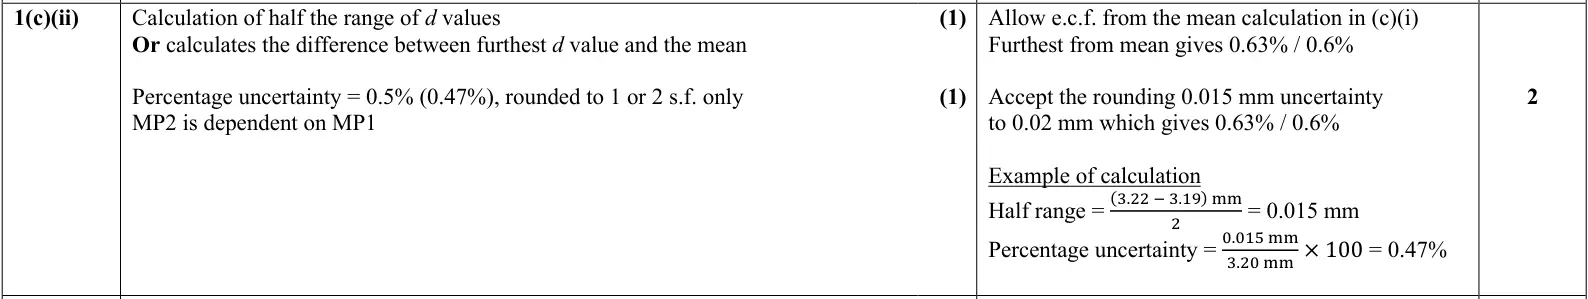 1(c)(ii)
Calculation of half the range of d values (1)
Or calculates the difference between furthest d value and the mean
Percentage uncertainty = 0.5% (0.47%), rounded to 1 or 2 s.f. only (1)
MP2 is dependent on MP1
Allow e.c.f. from the mean calculation in (c)(i)
Furthest from mean gives 0.63% / 0.6%
Accept the rounding 0.015 mm uncertainty
to 0.02 mm which gives 0.63% / 0.6%
Example of calculation
Half range = (3.22 − 3.19) mm / 2 = 0.015 mm
Percentage uncertainty = 0.015 mm / 3.20 mm × 100 = 0.47%
2